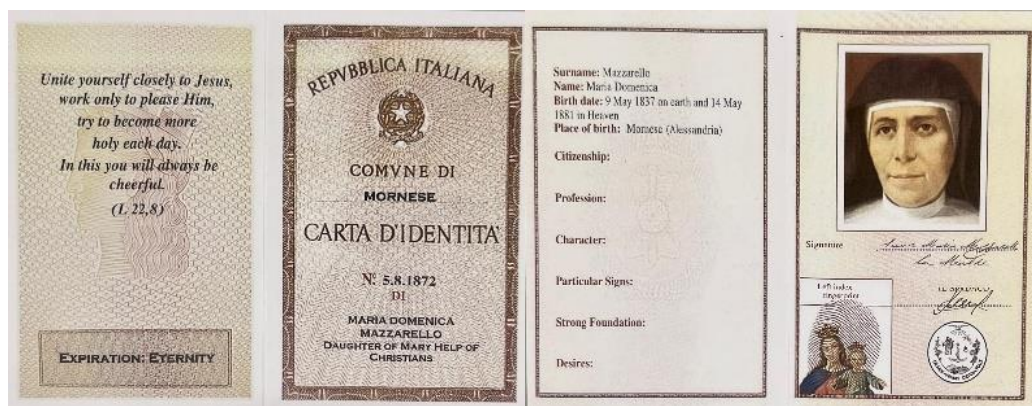 Unite yourself closely to Jesus,
work only to please Him,
try to become more
holy each day.
In this you will always be
cheerful.
(L 22,8)
EXPIRATION: ETERNITY
REPVBBLICA ITALIANA
COMVNE DI
MORNESE
CARTA D'IDENTITA'
N° 5.8.1872
DI
MARIA DOMENICA
MAZZARELLO
DAUGHTER OF MARY HELP OF
CHRISTIANS
Surname: Mazzarello
Name: Maria Domenica
Birth date: 9 May 1837 on earth and 14 May
1881 in Heaven
Place of birth: Mornese (Alessandria)
Citizenship:
Profession:
Character:
Particular Signs:
Strong Foundation:
Desires:
Signature
Maria Mazzarello
Left index
IL SINDACO